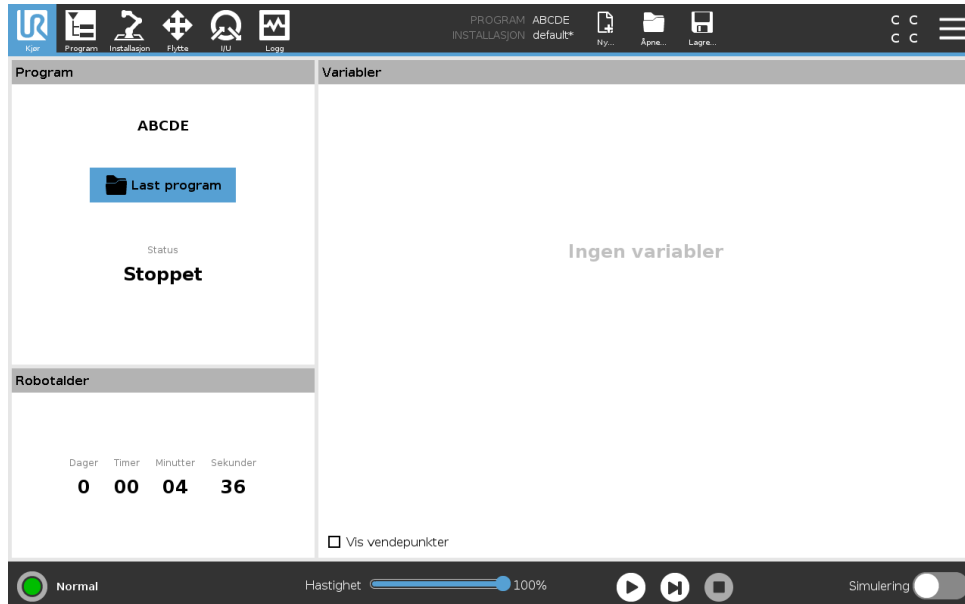 PROGRAM ABCDE
INSTALLASJON default*
Kjør Program Installasjon Flytte I/U Logg Ny... Åpne... Lagre...
C C
C C
Program
Variabler
ABCDE
Last program
Status
Stoppet
Ingen variabler
Robotalder
Dager Timer Minutter Sekunder
0 00 04 36
Vis vendepunkter
Normal
Hastighet 100%
Simulering